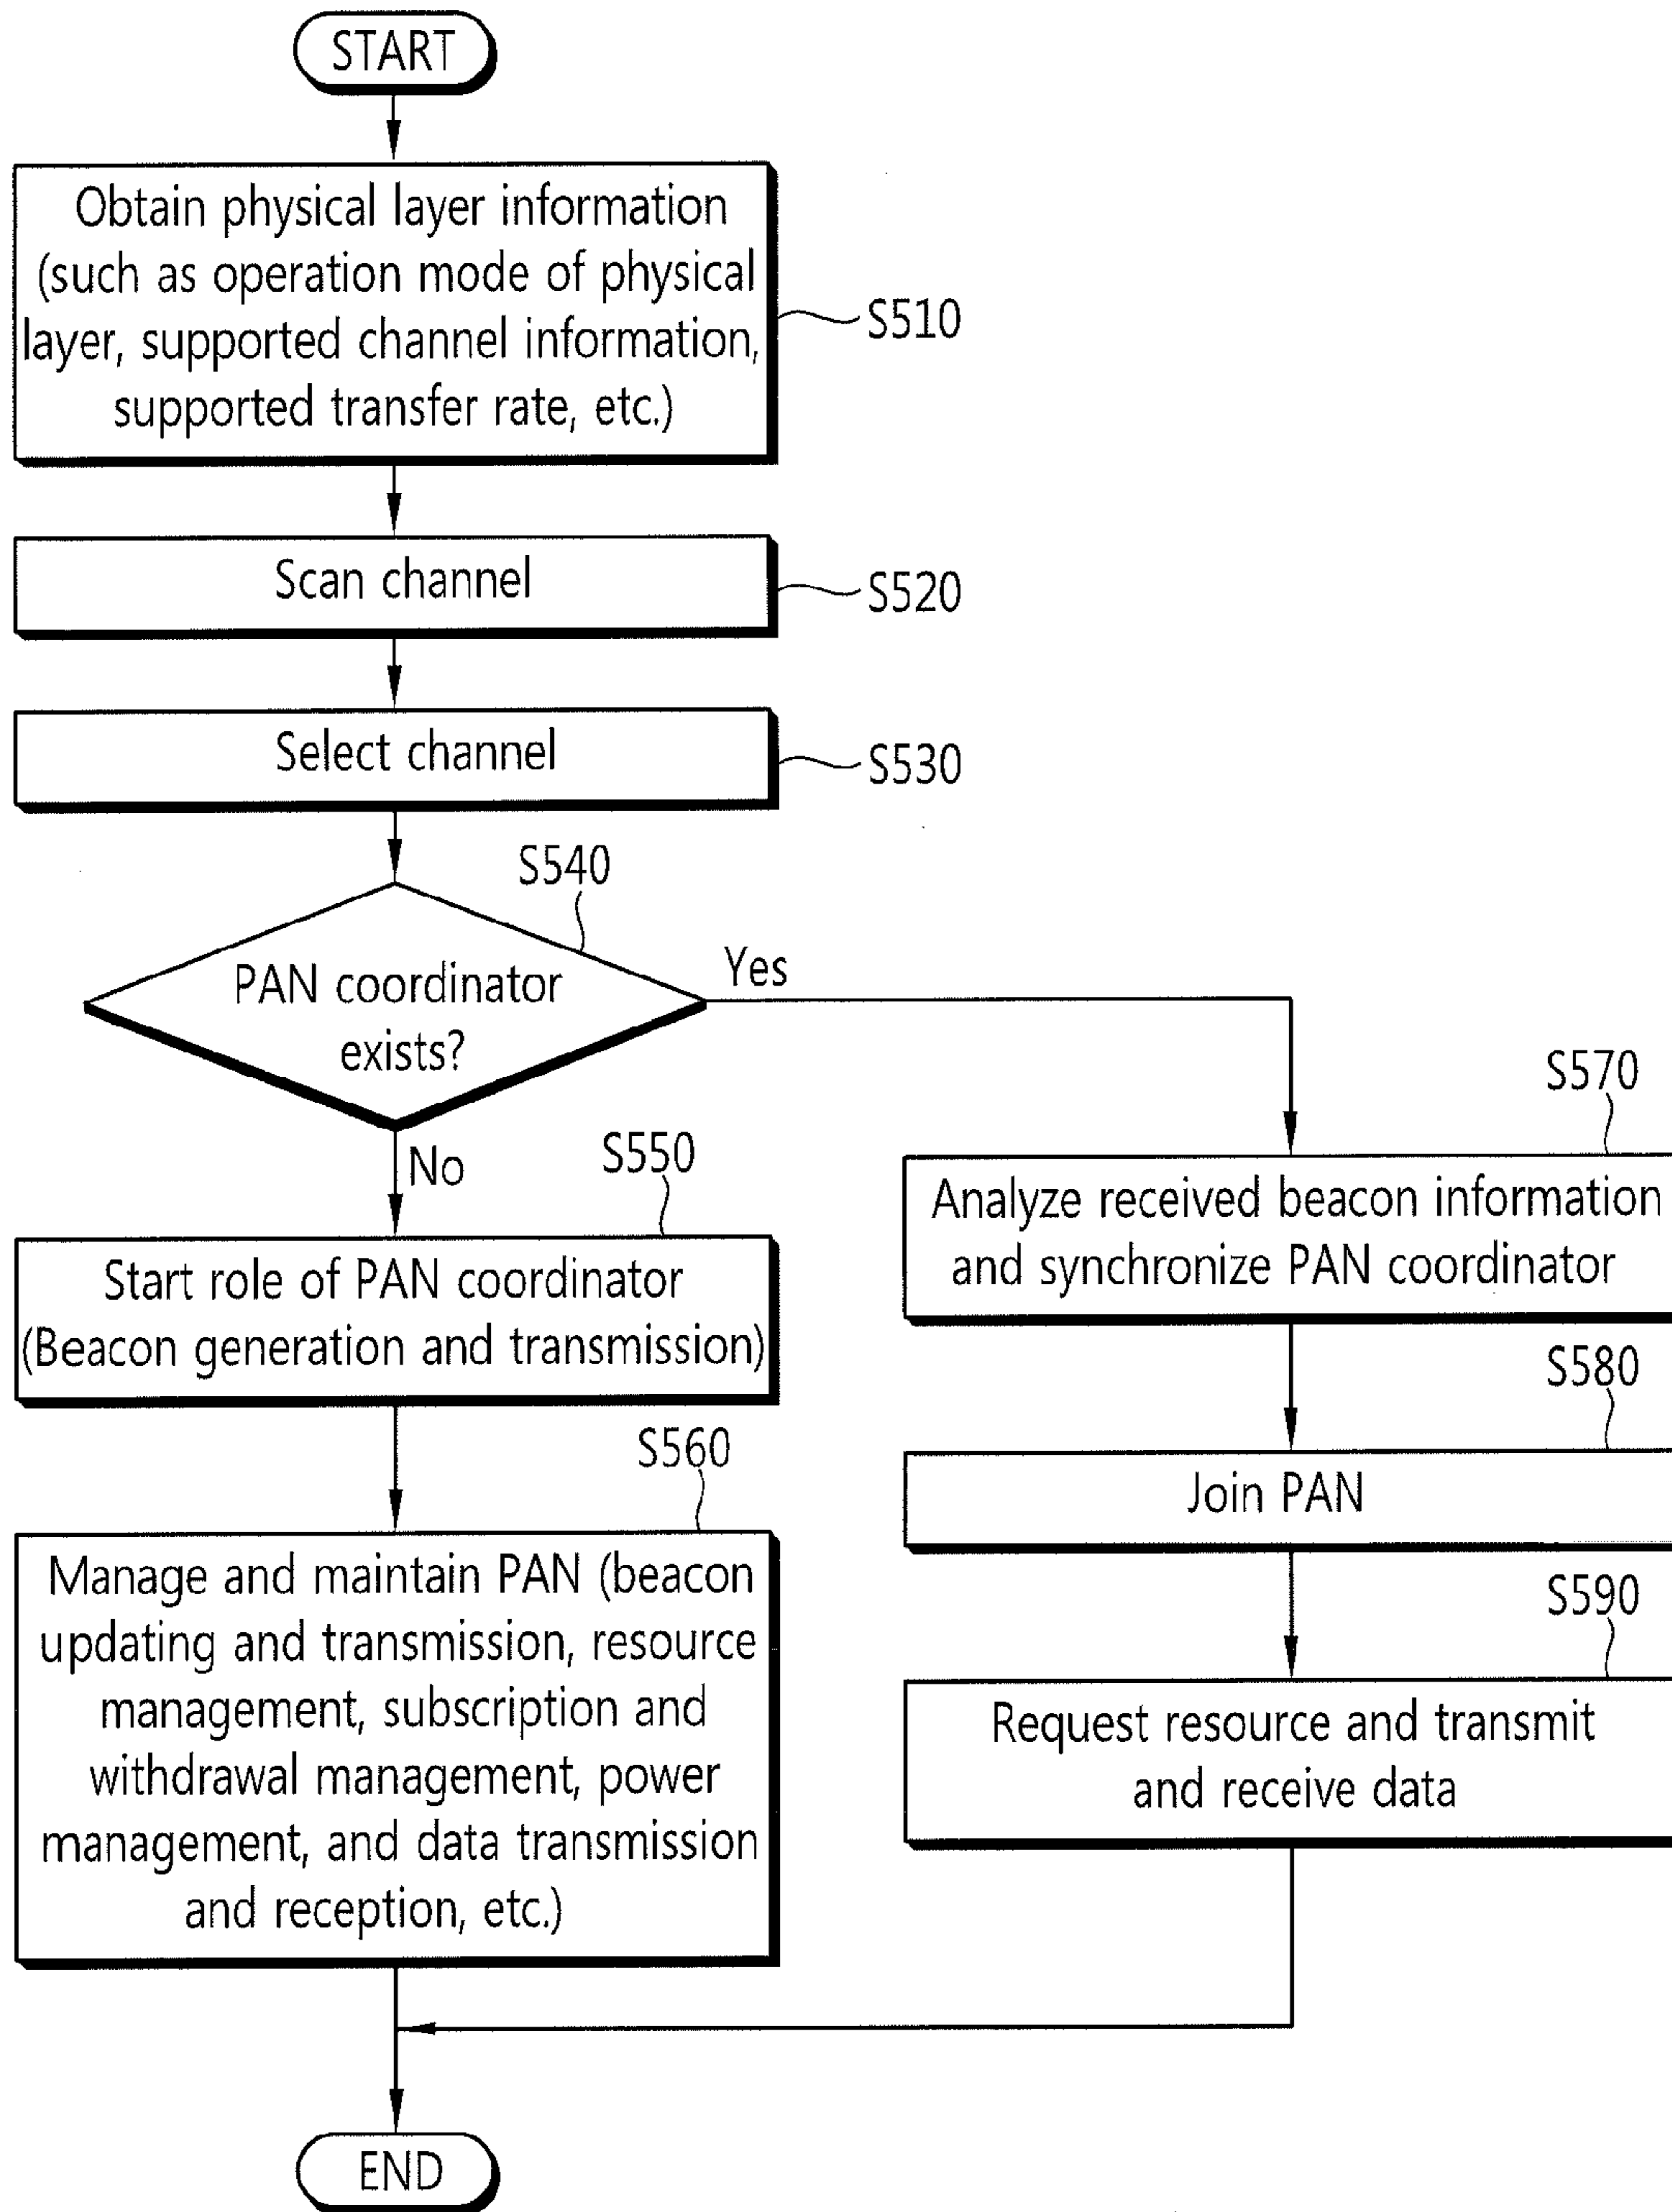 START
Obtain physical layer information
(such as operation mode of physical
layer, supported channel information,
supported transfer rate, etc.)
S510
Scan channel
S520
Select channel
S530
S540
PAN coordinator
exists?
Yes
No
S550
Start role of PAN coordinator
(Beacon generation and transmission)
S560
Manage and maintain PAN (beacon
updating and transmission, resource
management, subscription and
withdrawal management, power
management, and data transmission
and reception, etc.)
S570
Analyze received beacon information
and synchronize PAN coordinator
S580
Join PAN
S590
Request resource and transmit
and receive data
END